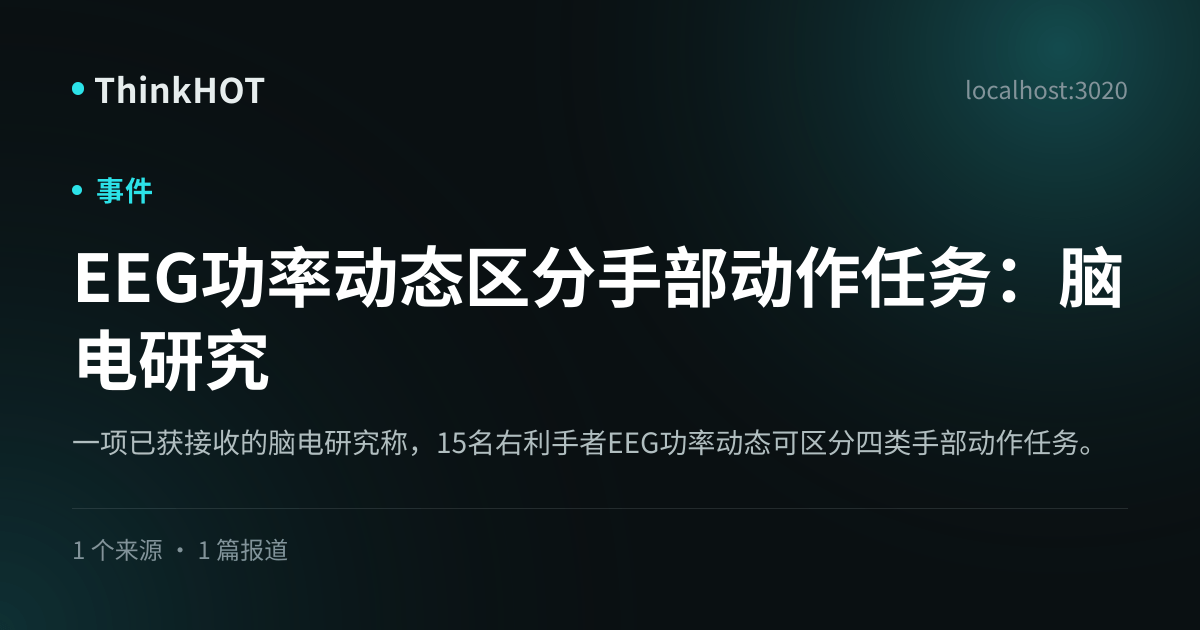 ThinkHOT
localhost:3020
事件
EEG功率动态区分手部动作任务：脑
电研究
一项已获接收的脑电研究称，15名右利手者EEG功率动态可区分四类手部动作任务。
1 个来源 · 1 篇报道